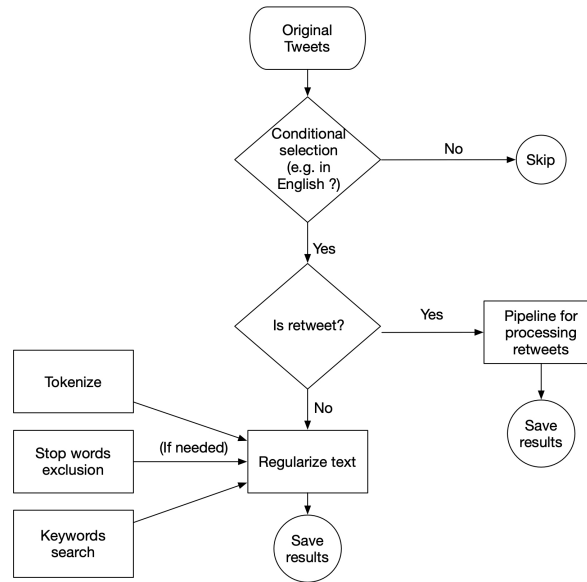 Original
Tweets
Conditional
selection
(e.g. in
English ?)
No
Skip
Yes
Is retweet?
Yes
Pipeline for
processing
retweets
Tokenize
No
Save
results
Stop words
exclusion
(If needed)
Regularize text
Keywords
search
Save
results